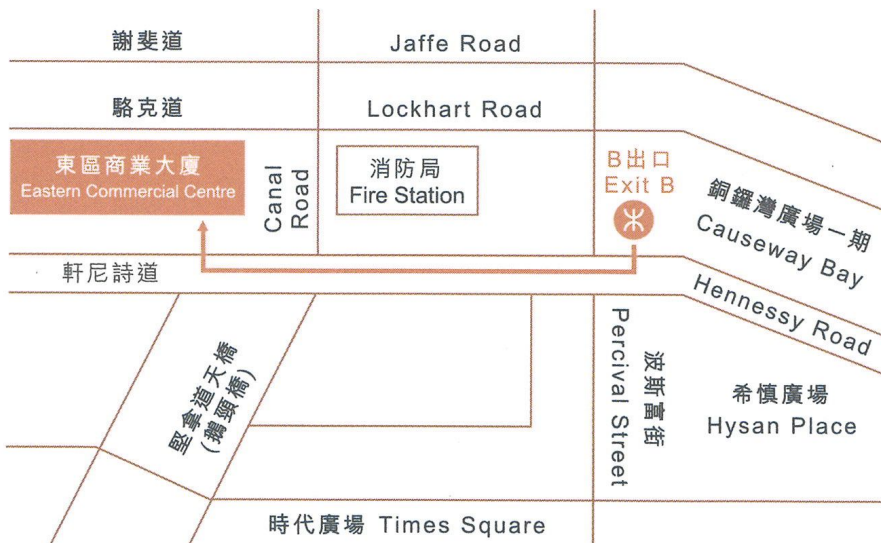 謝斐道
Jaffe Road
駱克道
Lockhart Road
東區商業大廈
Eastern Commercial Centre
Canal
Road
消防局
Fire Station
B出口
Exit B
銅鑼灣廣場一期
Causeway Bay
軒尼詩道
Hennessy Road
堅拿道天橋
(鵝頸橋)
Percival Street
波斯富街
希慎廣場
Hysan Place
時代廣場 Times Square